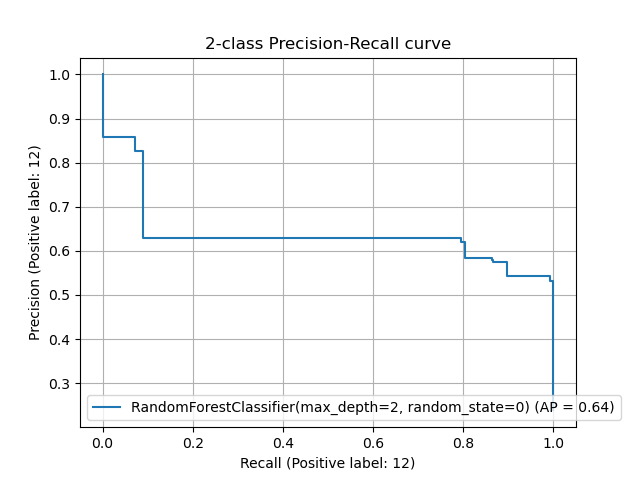 2-class Precision-Recall curve
1.0
0.9
0.8
0.7
0.6
0.5
0.4
0.3
Precision (Positive label: 12)
RandomForestClassifier(max_depth=2, random_state=0) (AP = 0.64)
0.0 0.2 0.4 0.6 0.8 1.0
Recall (Positive label: 12)